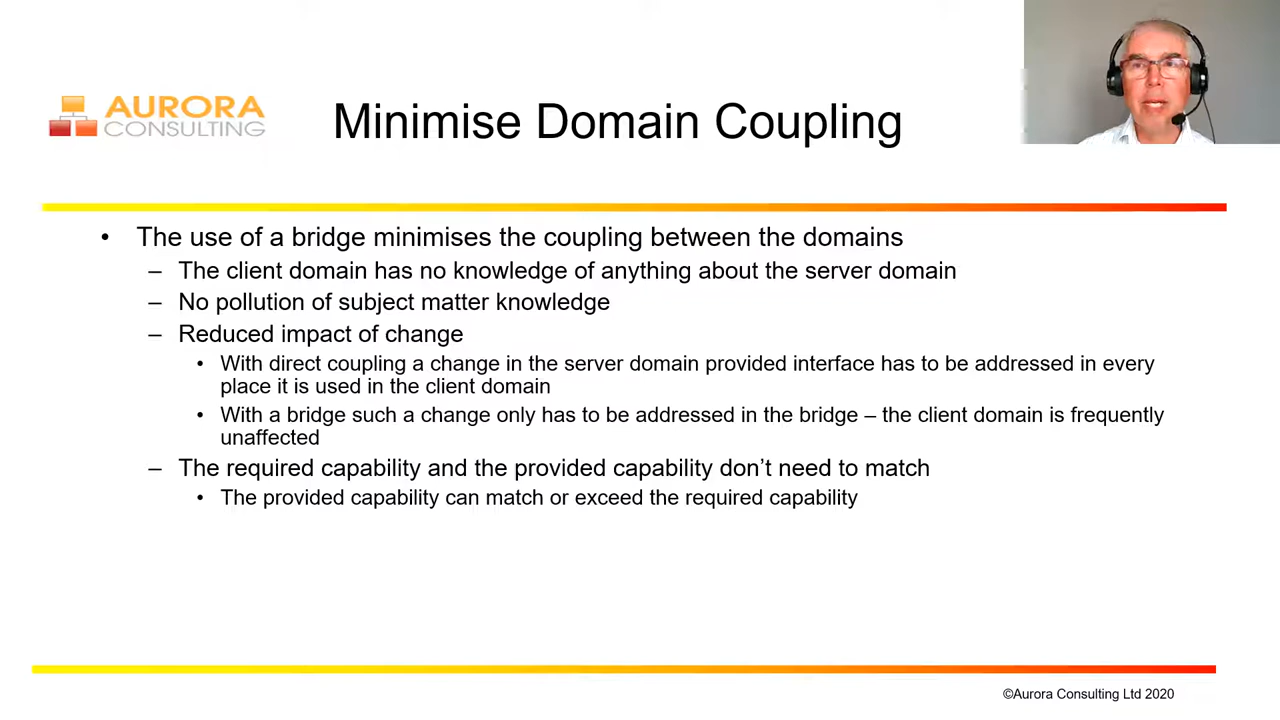 AURORA
CONSULTING
Minimise Domain Coupling
• The use of a bridge minimises the coupling between the domains
– The client domain has no knowledge of anything about the server domain
– No pollution of subject matter knowledge
– Reduced impact of change
• With direct coupling a change in the server domain provided interface has to be addressed in every
place it is used in the client domain
• With a bridge such a change only has to be addressed in the bridge – the client domain is frequently
unaffected
– The required capability and the provided capability don’t need to match
• The provided capability can match or exceed the required capability
©Aurora Consulting Ltd 2020